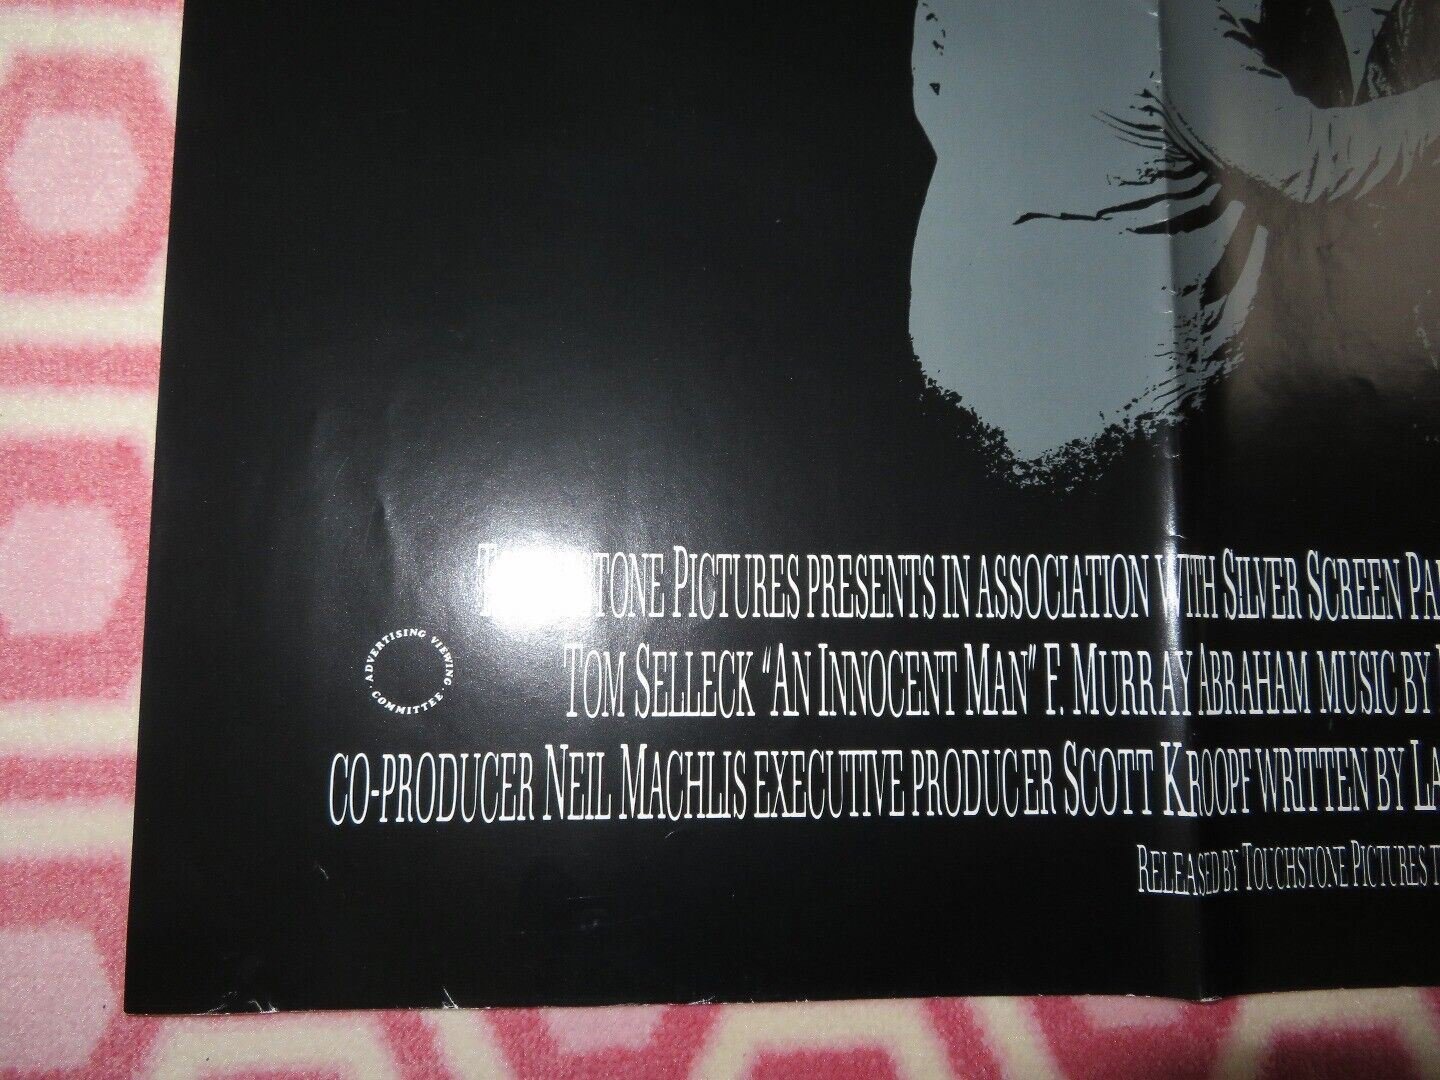 TOUCHSTONE PICTURES PRESENTS IN ASSOCIATION WITH SILVER SCREEN
ADVERTISING VIEWING COMMITTEE
TOM SELLECK "AN INNOCENT MAN" F. MURRAY ABRAHAM MUSIC BY
CO-PRODUCER NEIL MACHLIS EXECUTIVE PRODUCER SCOTT KROOPF WRITTEN BY LA
RELEASED BY TOUCHSTONE PICTURES